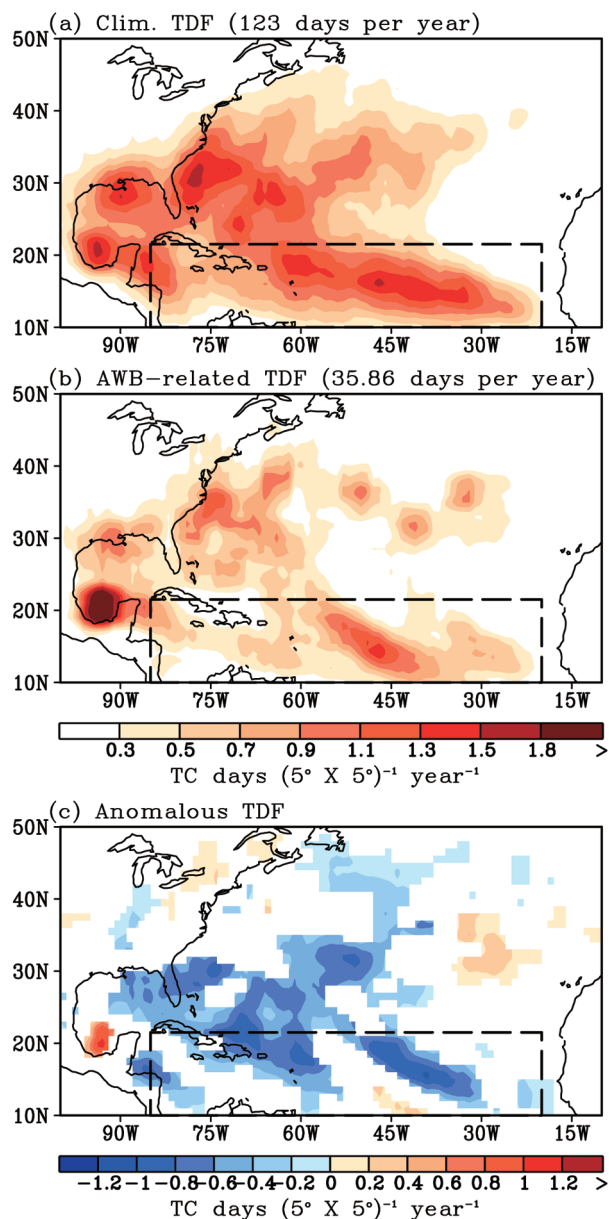 (a) Clim. TDF (123 days per year)
50N
40N
30N
20N
10N
90W 75W 60W 45W 30W 15W
(b) AWB-related TDF (35.86 days per year)
50N
40N
30N
20N
10N
90W 75W 60W 45W 30W 15W
0.3 0.5 0.7 0.9 1.1 1.3 1.5 1.8 >
TC days (5° X 5°)⁻¹ year⁻¹
(c) Anomalous TDF
50N
40N
30N
20N
10N
90W 75W 60W 45W 30W 15W
-1.2 -1 -0.8 -0.6 -0.4 -0.2 0 0.2 0.4 0.6 0.8 1 1.2 >
TC days (5° X 5°)⁻¹ year⁻¹